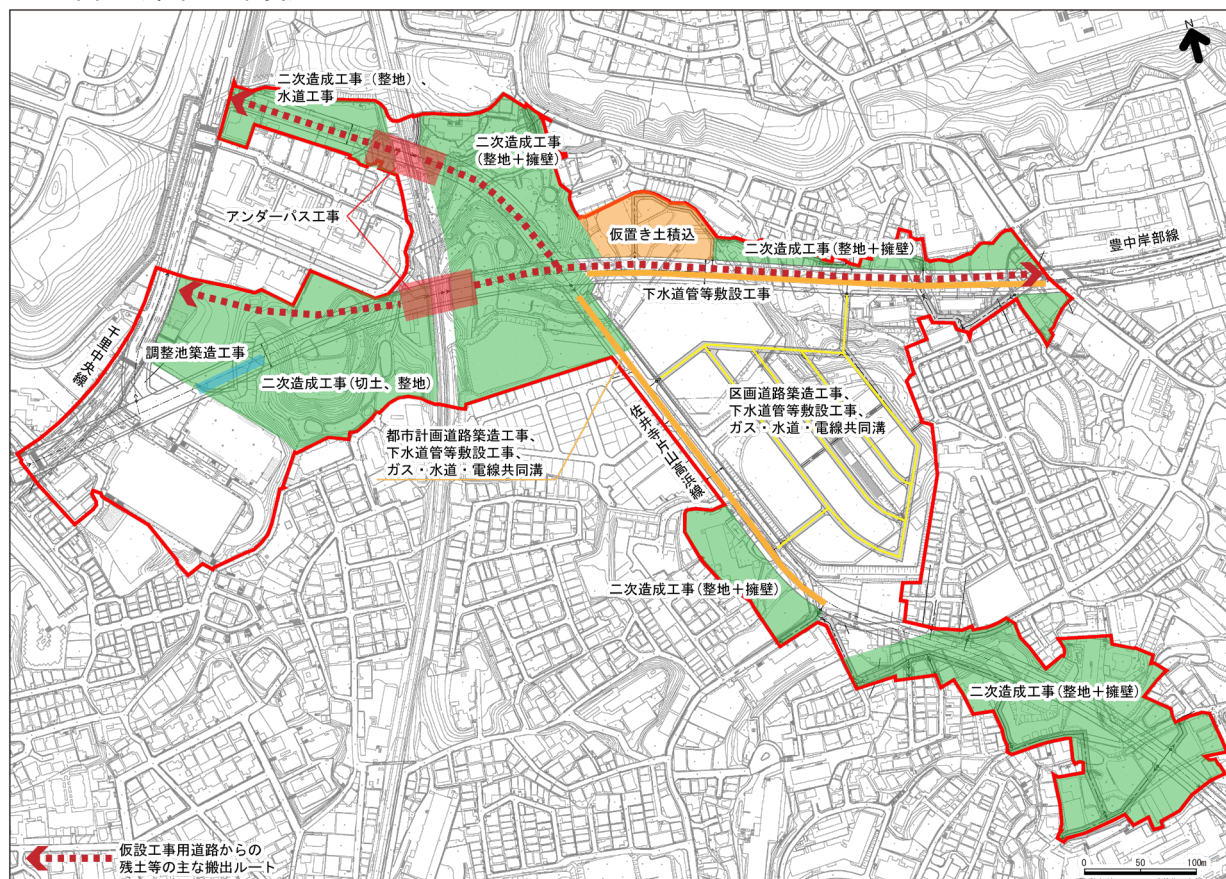 N
二次造成工事（整地）、
水道工事
二次造成工事
(整地＋擁壁)
アンダーパス工事
仮置き土積込
二次造成工事(整地＋擁壁)
豊中岸部線
下水道管等敷設工事
千里中央線
調整池築造工事
二次造成工事(切土、整地)
都市計画道路築造工事、
下水道管等敷設工事、
ガス・水道・電線共同溝
佐井寺片山高浜線
区画道路築造工事、
下水道管等敷設工事、
ガス・水道・電線共同溝
二次造成工事(整地＋擁壁)
二次造成工事(整地＋擁壁)
仮設工事用道路からの
残土等の主な搬出ルート
0 50 100m